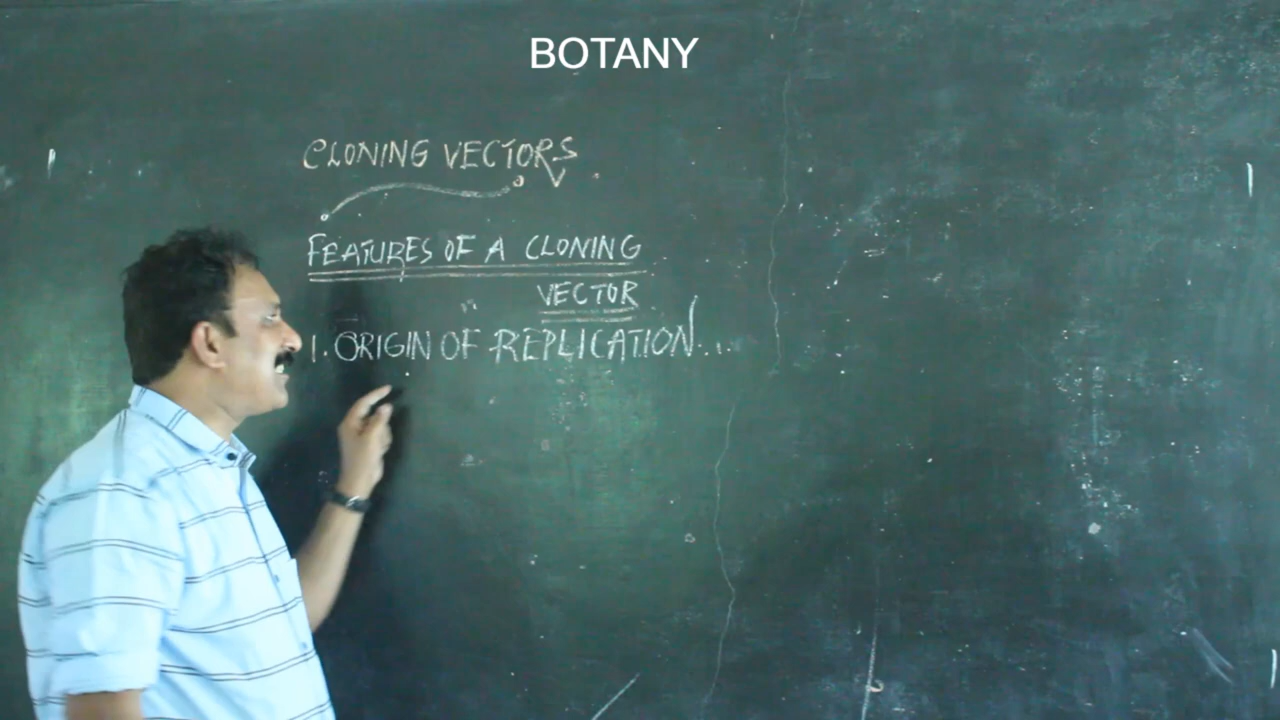 BOTANY
CLONING VECTORS
FEATURES OF A CLONING
VECTOR
1. ORIGIN OF REPLICATION...